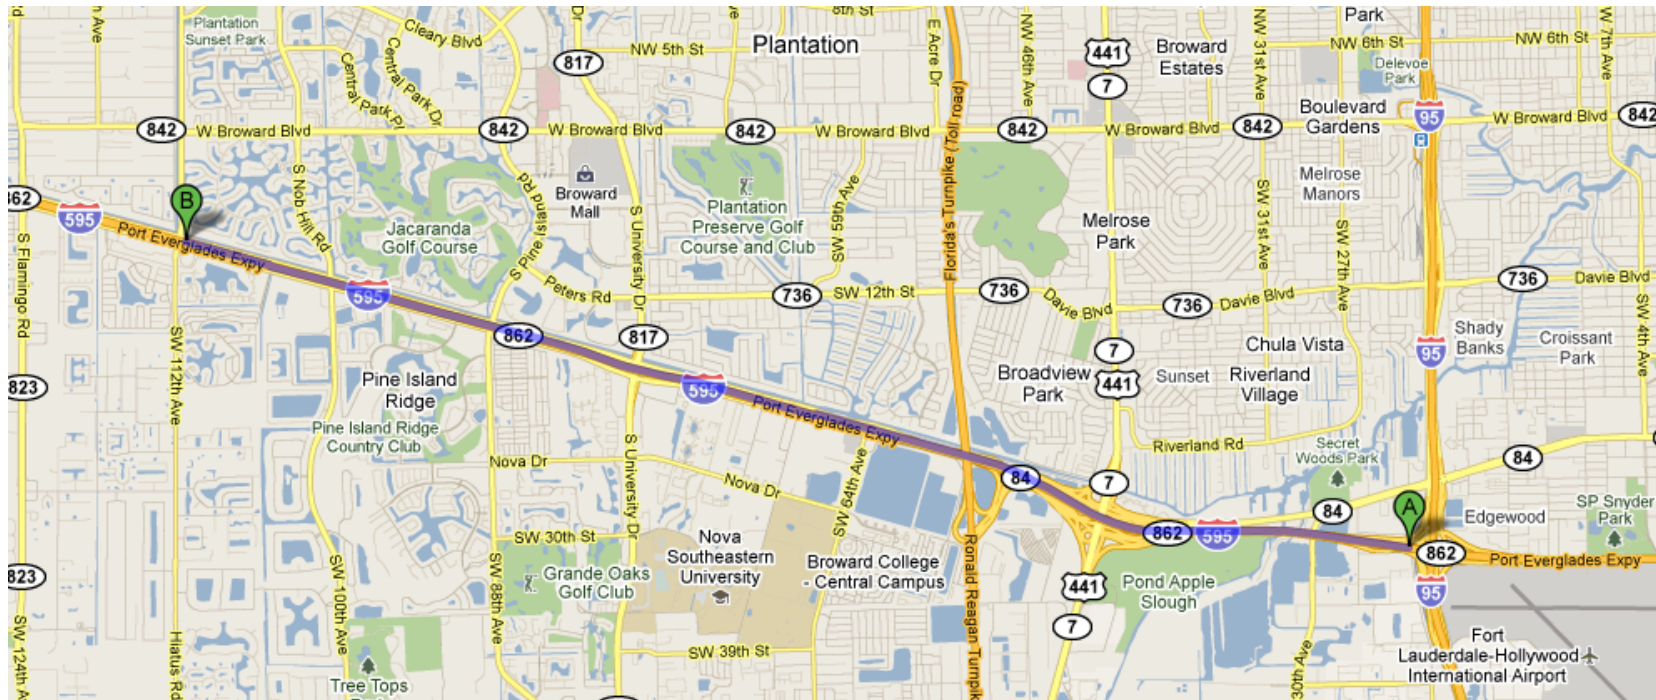 Plantation
Sunset Park
Cleary Blvd
Central Park Dr
Central Park Pl
NW 5th St
817
8th St
Plantation
E Acre Dr
NW 46th Ave
441
7
Broward
Estates
NW 31st Ave
Park
NW 6th St
NW 6th St
W 7th Ave
Delevoe
Park
Boulevard
Gardens
95
842
W Broward Blvd
842
W Broward Blvd
842
W Broward Blvd
842
W Broward Blvd
842
W Broward Blvd
842
Florida's Turnpike (Toll road)
Broward
Mall
Plantation
Preserve Golf
Course and Club
SW 59th Ave
Melrose
Manors
Melrose
Park
SW 31st Ave
SW 27th Ave
862
595
B
Port Everglades Expy
S Nob Hill Rd
Jacaranda
Golf Course
S Pine Island Rd
S University Dr
S Flamingo Rd
595
Peters Rd
736
SW 12th St
736
Davie Blvd
736
Davie Blvd
736
Davie Blvd
SW 4th Ave
862
817
7
441
95
Shady
Banks
Croissant
Park
Chula Vista
Sunset
Riverland
Village
Broadview
Park
SW 112th Ave
823
Pine Island
Ridge
Pine Island Ridge
Country Club
595
Port Everglades Expy
Riverland Rd
Secret
Woods Park
84
Nova Dr
S University Dr
Nova Dr
SW 64th Ave
84
7
84
A
Edgewood
SP Snyder
Park
862
595
862
Port Everglades Expy
SW 30th St
Nova
Southeastern
University
Broward College
- Central Campus
Ronald Reagan Turnpik
Pond Apple
Slough
441
7
95
823
Grande Oaks
Golf Club
SW 100th Ave
SW 88th Ave
SW 39th St
SW 124th A
Hiatus Rd
Tree Tops
30th Ave
Fort
Lauderdale-Hollywood
International Airport